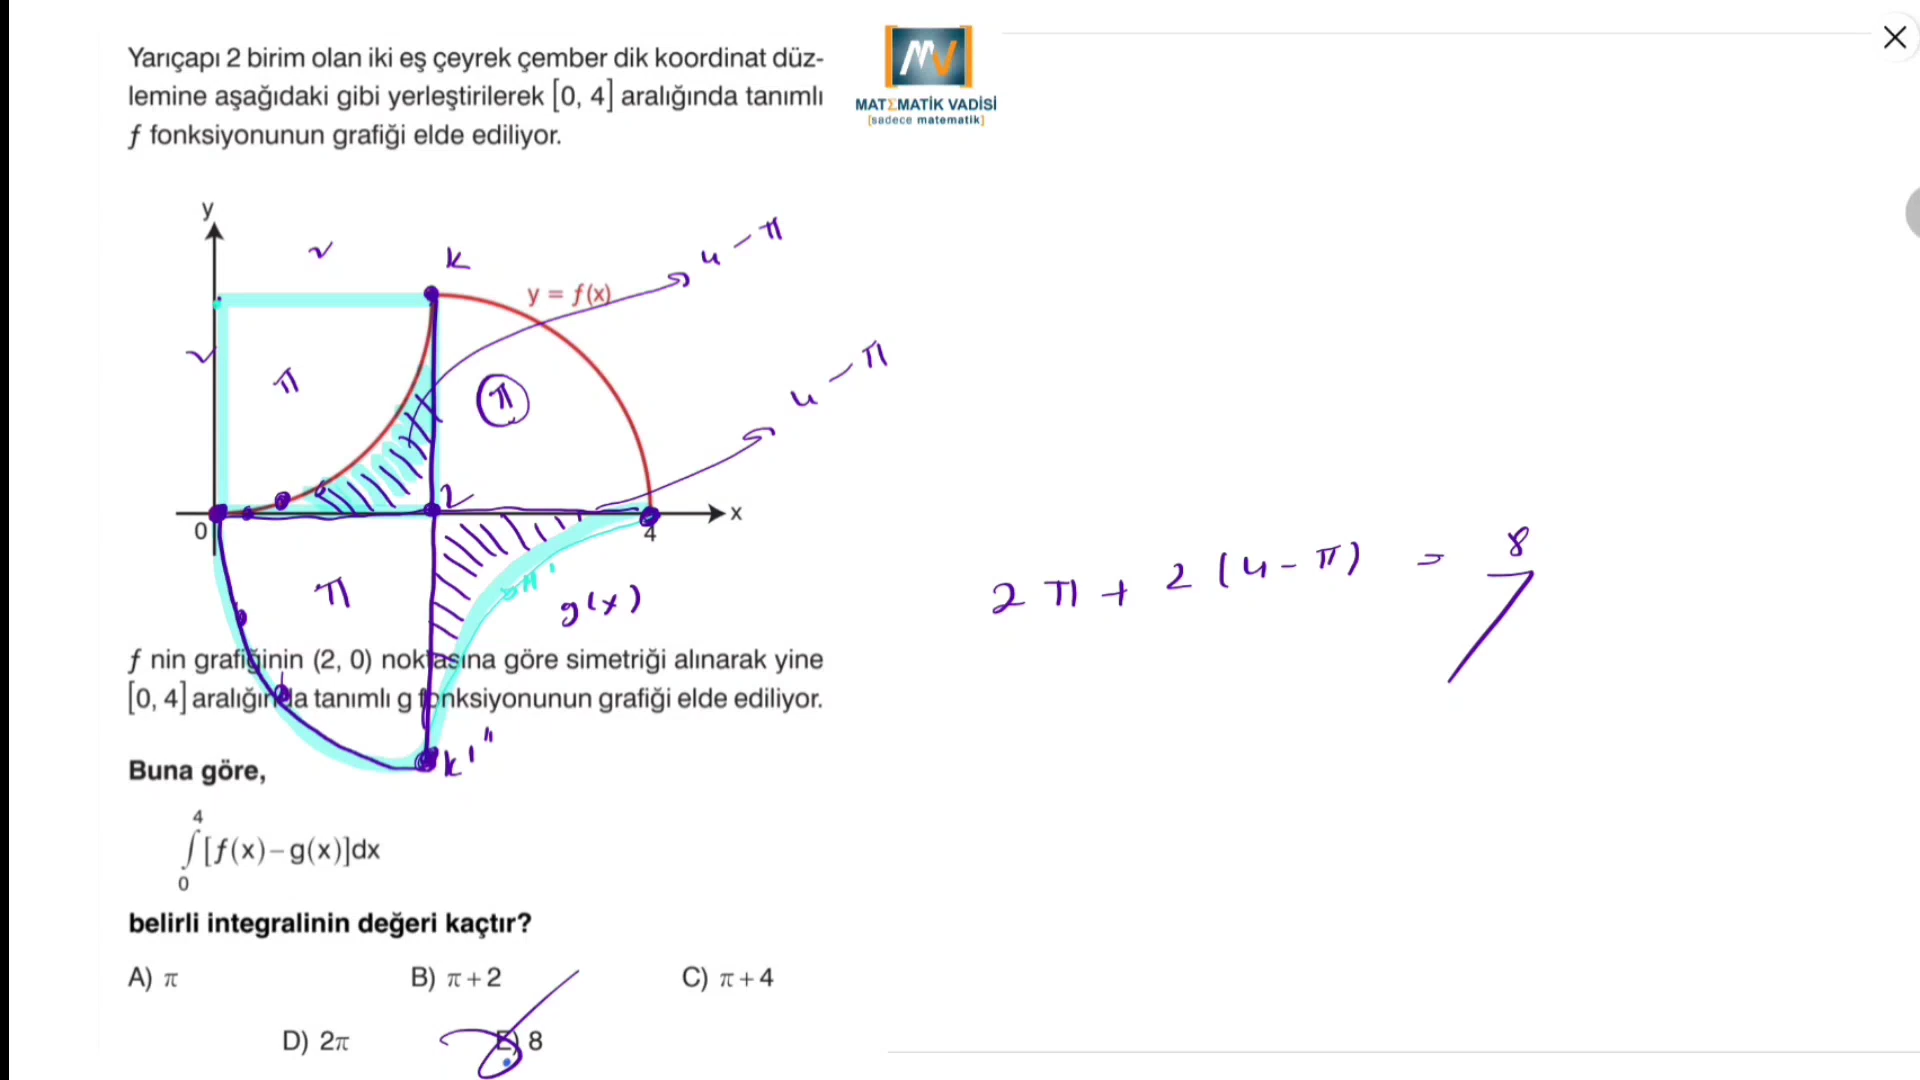 Yarıçapı 2 birim olan iki eş çeyrek çember dik koordinat düz-
lemine aşağıdaki gibi yerleştirilerek [0, 4] aralığında tanımlı
f fonksiyonunun grafiği elde ediliyor.
MV
MATΣMATİK VADİSİ
[sadece matematik]
y
2
k
4 - π
y = f(x)
2
π
π
4 - π
2
0
4
x
π
g(x)
2π + 2(4-π) = 8
f nin grafiğinin (2, 0) noktasına göre simetriği alınarak yine
[0, 4] aralığında tanımlı g fonksiyonunun grafiği elde ediliyor.
k'
Buna göre,
4
∫[f(x)-g(x)]dx
0
belirli integralinin değeri kaçtır?
A) π B) π+2 C) π+4
D) 2π E) 8